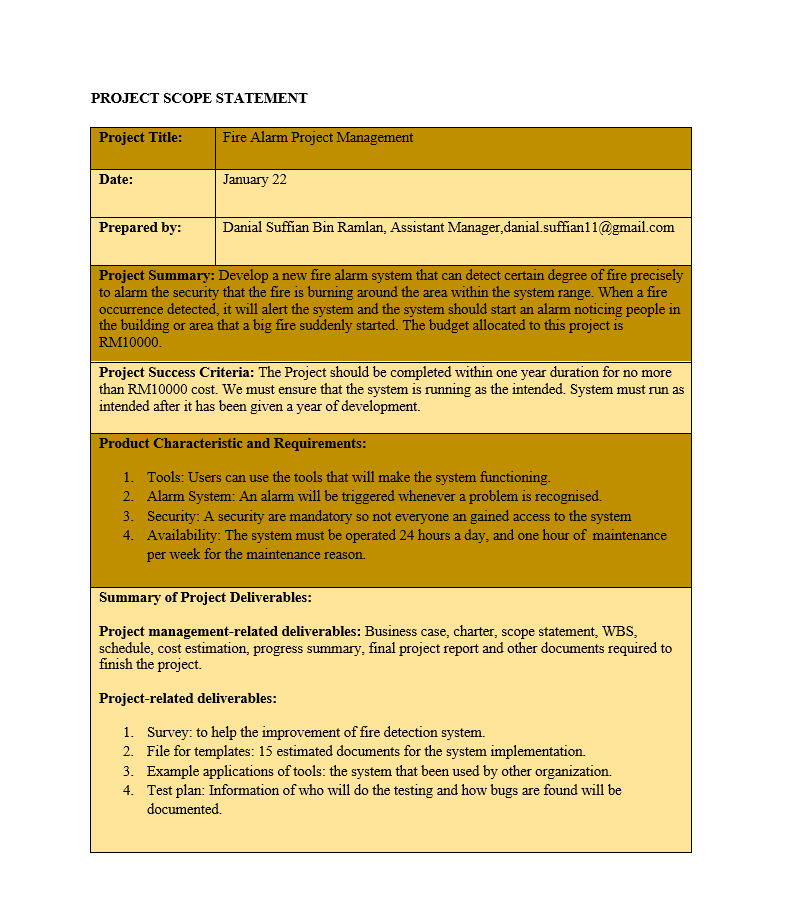 PROJECT SCOPE STATEMENT
Project Title: Fire Alarm Project Management
Date: January 22
Prepared by: Danial Suffian Bin Ramlan, Assistant Manager,danial.suffian11@gmail.com
Project Summary: Develop a new fire alarm system that can detect certain degree of fire precisely
to alarm the security that the fire is burning around the area within the system range. When a fire
occurrence detected, it will alert the system and the system should start an alarm noticing people in
the building or area that a big fire suddenly started. The budget allocated to this project is
RM10000.
Project Success Criteria: The Project should be completed within one year duration for no more
than RM10000 cost. We must ensure that the system is running as the intended. System must run as
intended after it has been given a year of development.
Product Characteristic and Requirements:
1. Tools: Users can use the tools that will make the system functioning.
2. Alarm System: An alarm will be triggered whenever a problem is recognised.
3. Security: A security are mandatory so not everyone an gained access to the system
4. Availability: The system must be operated 24 hours a day, and one hour of maintenance
per week for the maintenance reason.
Summary of Project Deliverables:
Project management-related deliverables: Business case, charter, scope statement, WBS,
schedule, cost estimation, progress summary, final project report and other documents required to
finish the project.
Project-related deliverables:
1. Survey: to help the improvement of fire detection system.
2. File for templates: 15 estimated documents for the system implementation.
3. Example applications of tools: the system that been used by other organization.
4. Test plan: Information of who will do the testing and how bugs are found will be
documented.